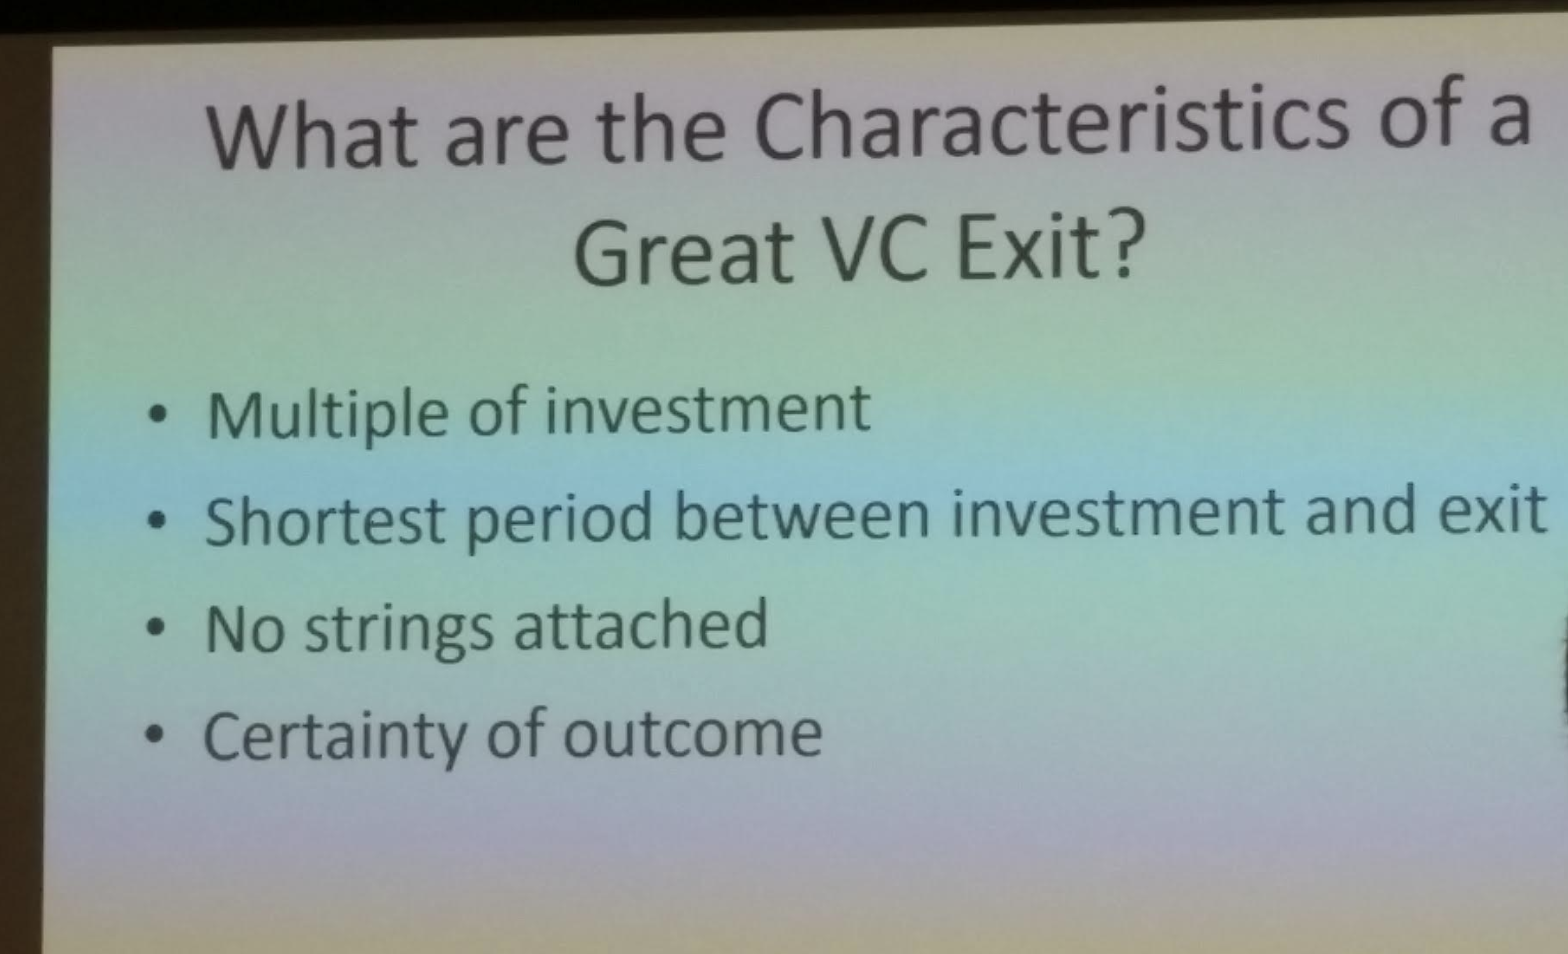 What are the Characteristics of a
Great VC Exit?
• Multiple of investment
• Shortest period between investment and exit
• No strings attached
• Certainty of outcome